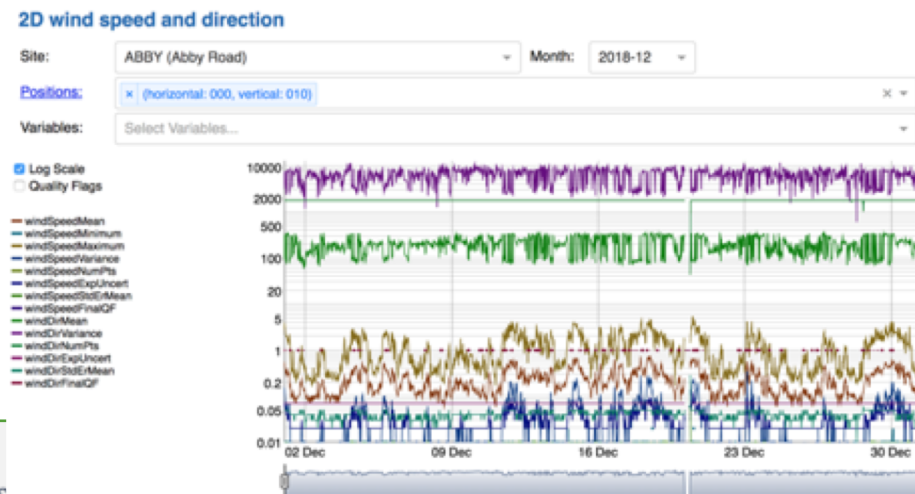 2D wind speed and direction
Site: ABBY (Abby Road) Month: 2018-12
Positions: × (horizontal: 000, vertical: 010) ×
Variables: Select Variables...
Log Scale
Quality Flags
windSpeedMean
windSpeedMinimum
windSpeedMaximum
windSpeedVariance
windSpeedNumPts
windSpeedExpUncert
windSpeedStdErMean
windSpeedFinalQF
windDirMean
windDirVariance
windDirNumPts
windDirExpUncert
windDirStdErMean
windDirFinalQF
10000
2000
500
100
20
5
1
0.2
0.05
0.01
02 Dec 09 Dec 16 Dec 23 Dec 30 Dec